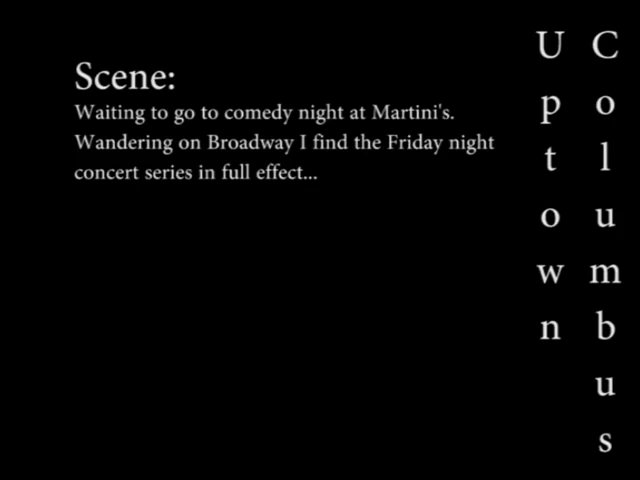 Scene:
Waiting to go to comedy night at Martini's.
Wandering on Broadway I find the Friday night
concert series in full effect...
Uptown
Columbus